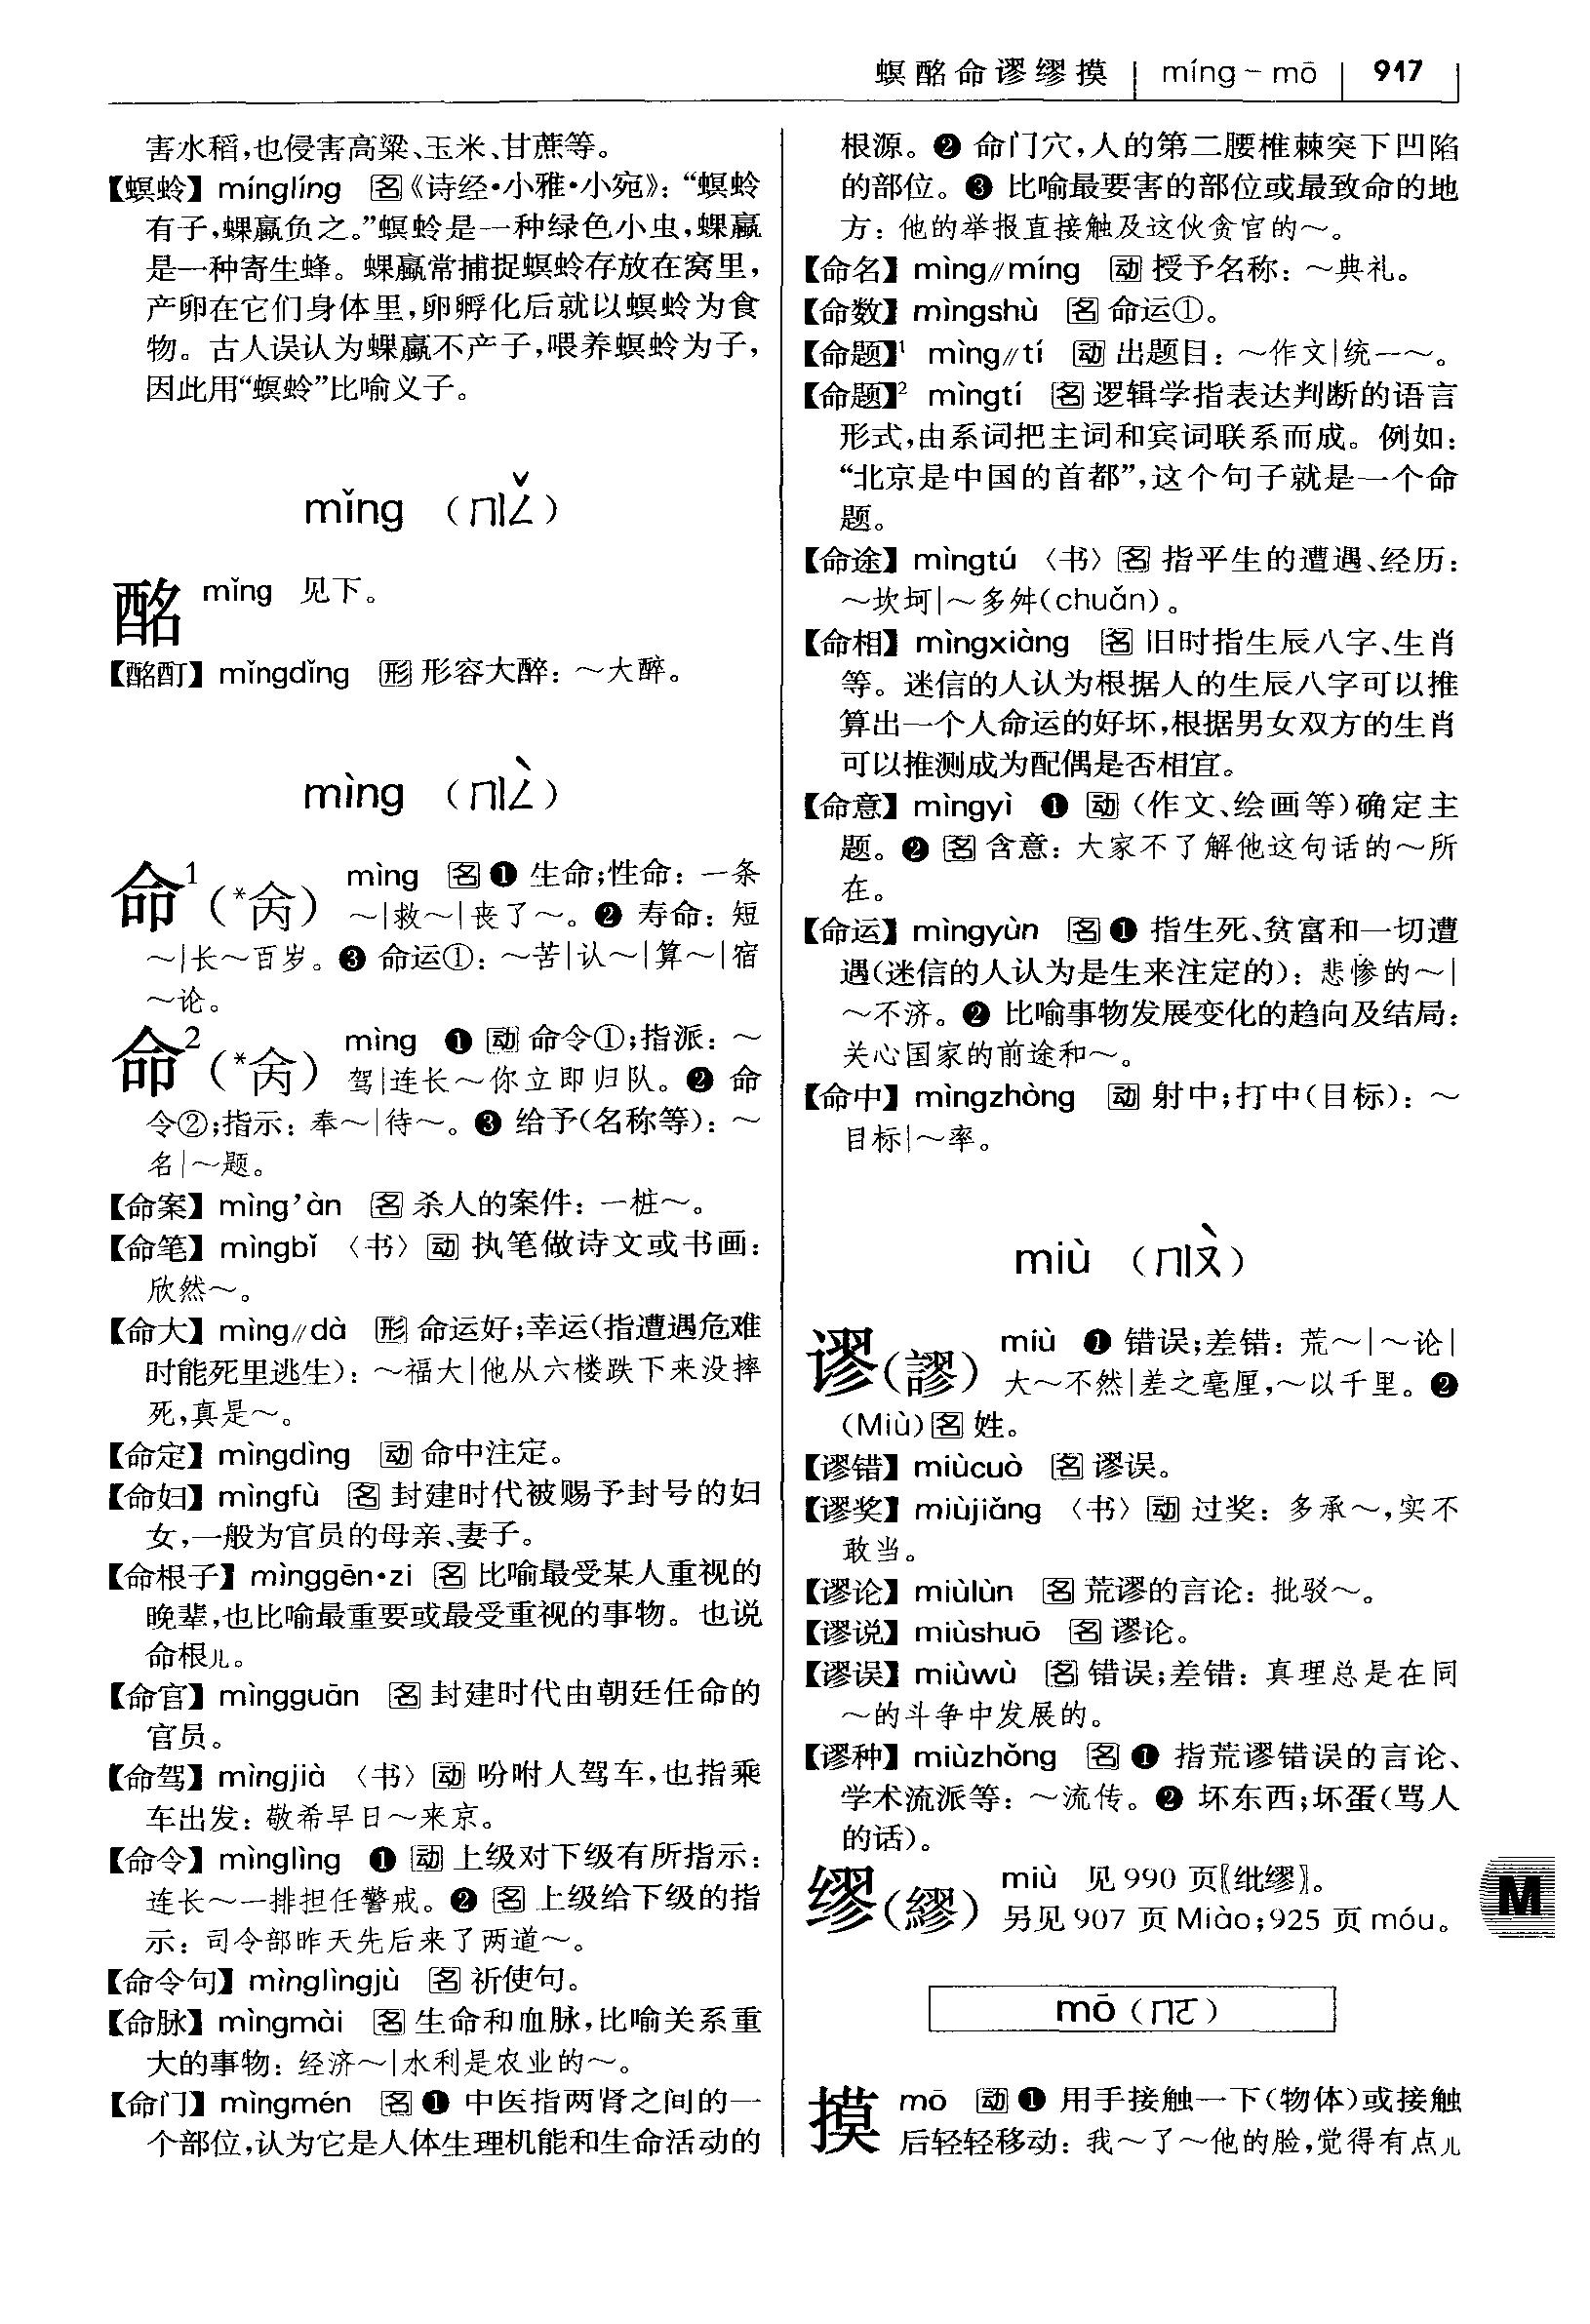 螟酩命谬缪摸 | míng – mō | 917
害水稻,也侵害高粱、玉米、甘蔗等。
【螟蛉】 mínglíng 名《诗经•小雅•小宛》:“螟蛉
有子,蜾蠃负之。”螟蛉是一种绿色小虫,蜾蠃
是一种寄生蜂。蜾蠃常捕捉螟蛉存放在窝里,
产卵在它们身体里,卵孵化后就以螟蛉为食
物。古人误认为蜾蠃不产子,喂养螟蛉为子,
因此用“螟蛉”比喻义子。
mǐng (ㄇㄧㄥˇ)
酩 mǐng 见下。
【酩酊】 mǐngdǐng 形 形容大醉:~大醉。
mìng (ㄇㄧㄥˋ)
命1(*肏) mìng 名 ❶ 生命;性命:一条
~|救~|丧了~。❷ 寿命:短
~|长~百岁。❸ 命运①:~苦|认~|算~|宿
~论。
命2(*肏) mìng ❶ 动 命令①;指派:~
驾|连长~你立即归队。❷ 命
令②;指示:奉~|待~。❸ 给予(名称等):~
名|~题。
【命案】 mìng’àn 名 杀人的案件:一桩~。
【命笔】 mìngbǐ 〈书〉 动 执笔做诗文或书画:
欣然~。
【命大】 mìng//dà 形 命运好;幸运(指遭遇危难
时能死里逃生):~福大|他从六楼跌下来没摔
死,真是~。
【命定】 mìngdìng 动 命中注定。
【命妇】 mìngfù 名 封建时代被赐予封号的妇
女,一般为官员的母亲、妻子。
【命根子】 mìnggēn•zi 名 比喻最受某人重视的
晚辈,也比喻最重要或最受重视的事物。也说
命根儿。
【命官】 mìngguān 名 封建时代由朝廷任命的
官员。
【命驾】 mìngjià 〈书〉 动 吩咐人驾车,也指乘
车出发:敬希早日~来京。
【命令】 mìnglìng ❶ 动 上级对下级有所指示:
连长~一排担任警戒。❷ 名 上级给下级的指
示:司令部昨天先后来了两道~。
【命令句】 mìnglìngjù 名 祈使句。
【命脉】 mìngmài 名 生命和血脉,比喻关系重
大的事物:经济~|水利是农业的~。
【命门】 mìngmén 名 ❶ 中医指两肾之间的一
个部位,认为它是人体生理机能和生命活动的
根源。❷ 命门穴,人的第二腰椎棘突下凹陷
的部位。❸ 比喻最要害的部位或最致命的地
方:他的举报直接触及这伙贪官的~。
【命名】 mìng//míng 动 授予名称:~典礼。
【命数】 mìngshù 名 命运①。
【命题】1 mìng//tí 动 出题目:~作文|统一~。
【命题】2 mìngtí 名 逻辑学指表达判断的语言
形式,由系词把主词和宾词联系而成。例如:
“北京是中国的首都”,这个句子就是一个命
题。
【命途】 mìngtú 〈书〉 名 指平生的遭遇、经历:
~坎坷|~多舛(chuǎn)。
【命相】 mìngxiàng 名 旧时指生辰八字、生肖
等。迷信的人认为根据人的生辰八字可以推
算出一个人命运的好坏,根据男女双方的生肖
可以推测成为配偶是否相宜。
【命意】 mìngyì ❶ 动 (作文、绘画等)确定主
题。❷ 名 含意:大家不了解他这句话的~所
在。
【命运】 mìngyùn 名 ❶ 指生死、贫富和一切遭
遇(迷信的人认为是生来注定的):悲惨的~|
~不济。❷ 比喻事物发展变化的趋向及结局:
关心国家的前途和~。
【命中】 mìngzhòng 动 射中;打中(目标):~
目标|~率。
miù (ㄇㄧㄡˋ)
谬(謬) miù ❶ 错误;差错:荒~|~论|
大~不然|差之毫厘,~以千里。❷
(Miù) 名 姓。
【谬错】 miùcuò 名 谬误。
【谬奖】 miùjiǎng 〈书〉 动 过奖:多承~,实不
敢当。
【谬论】 miùlùn 名 荒谬的言论:批驳~。
【谬说】 miùshuō 名 谬论。
【谬误】 miùwù 名 错误;差错:真理总是在同
~的斗争中发展的。
【谬种】 miùzhǒng 名 ❶ 指荒谬错误的言论、
学术流派等:~流传。❷ 坏东西;坏蛋(骂人
的话)。
缪(繆) miù 见 990 页〖纰缪〗。
另见 907 页 Miào;925 页 móu。
M
mō (ㄇㄛ)
摸 mō 动 ❶ 用手接触一下(物体)或接触
后轻轻移动:我~了~他的脸,觉得有点儿